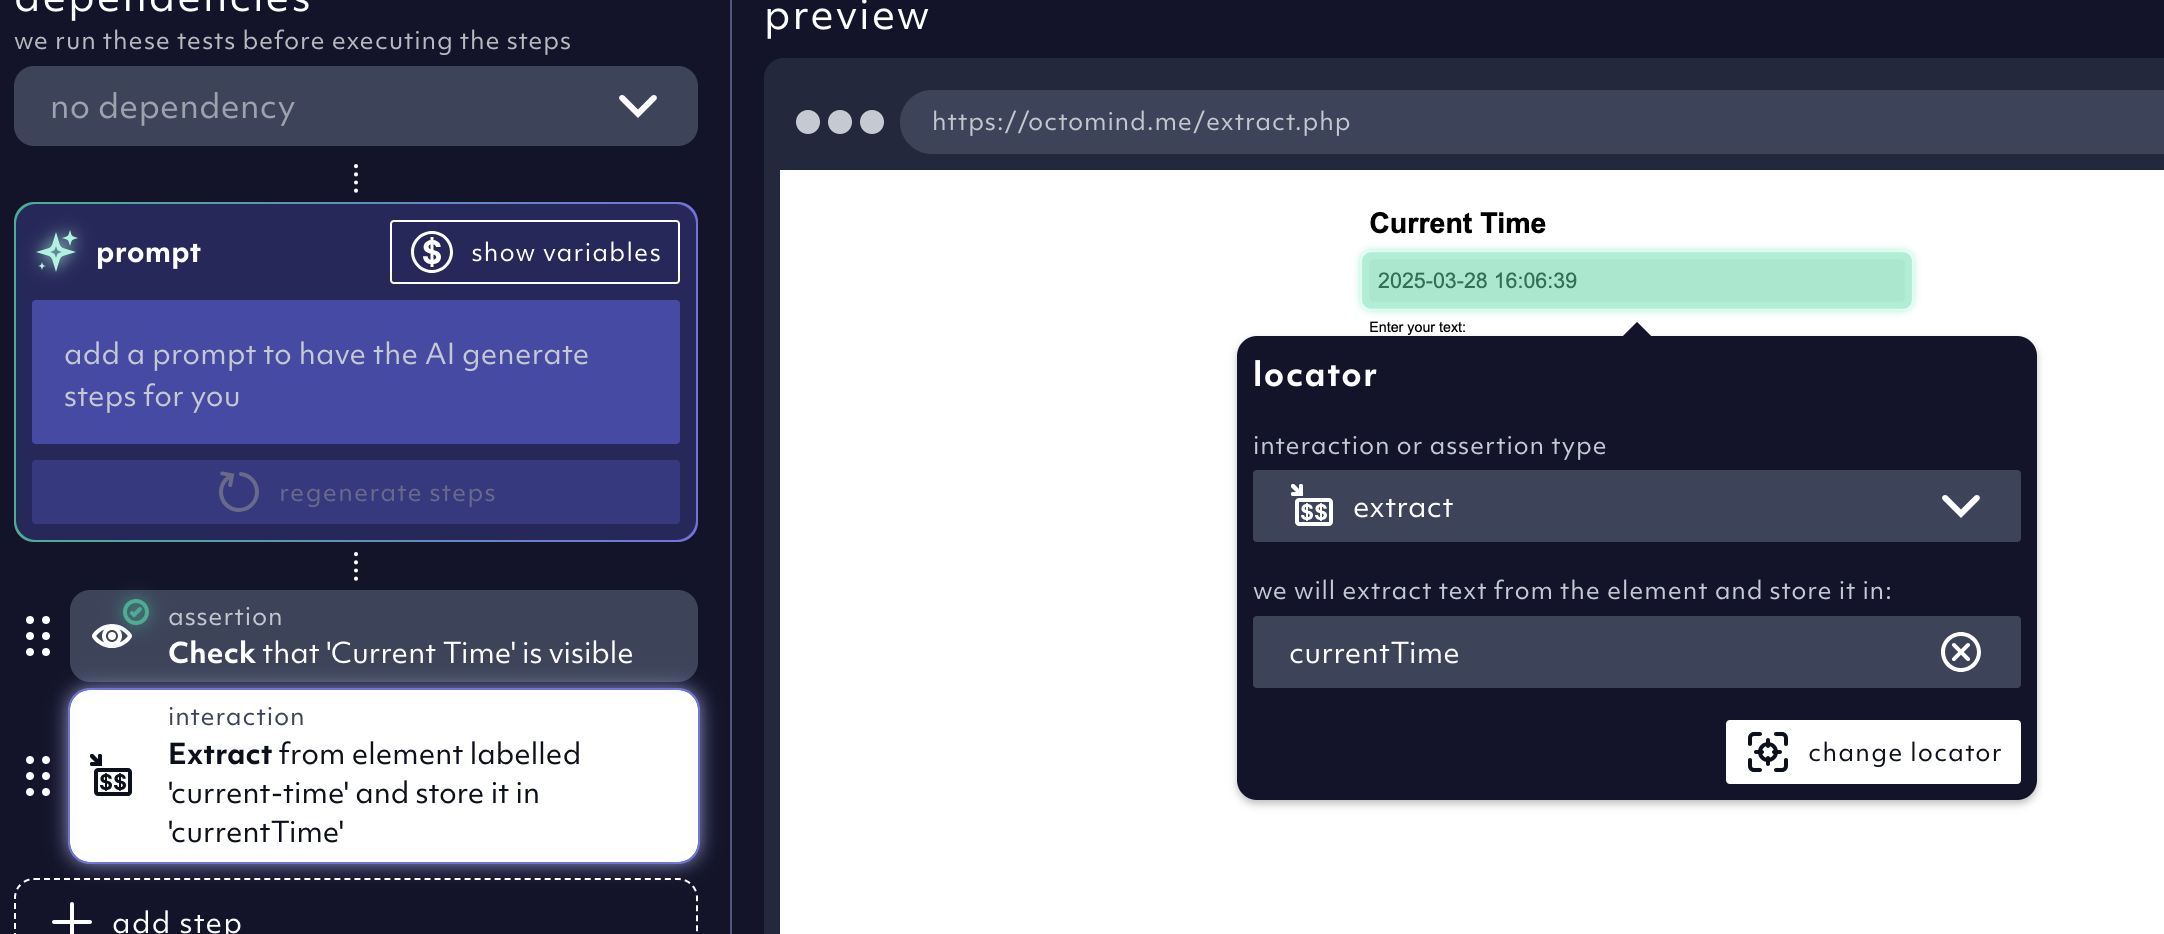 dependencies
we run these tests before executing the steps
no dependency
prompt
$ show variables
add a prompt to have the AI generate
steps for you
regenerate steps
assertion
Check that 'Current Time' is visible
interaction
Extract from element labelled
'current-time' and store it in
'currentTime'
$$
add step
preview
https://octomind.me/extract.php
Current Time
2025-03-28 16:06:39
Enter your text:
locator
interaction or assertion type
$$ extract
we will extract text from the element and store it in:
currentTime
change locator